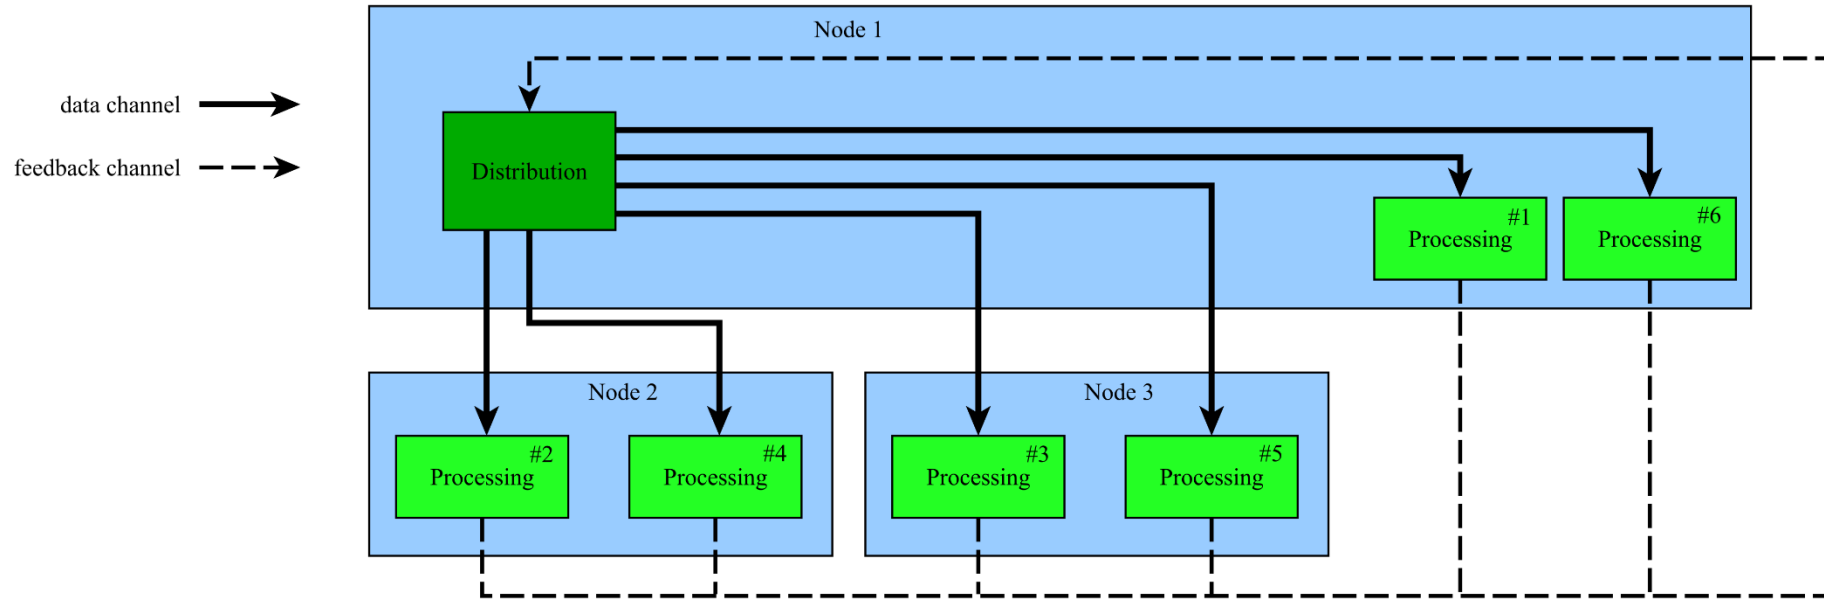 Node 1
data channel
feedback channel
Distribution
#1
Processing
#6
Processing
Node 2
#2
Processing
#4
Processing
Node 3
#3
Processing
#5
Processing